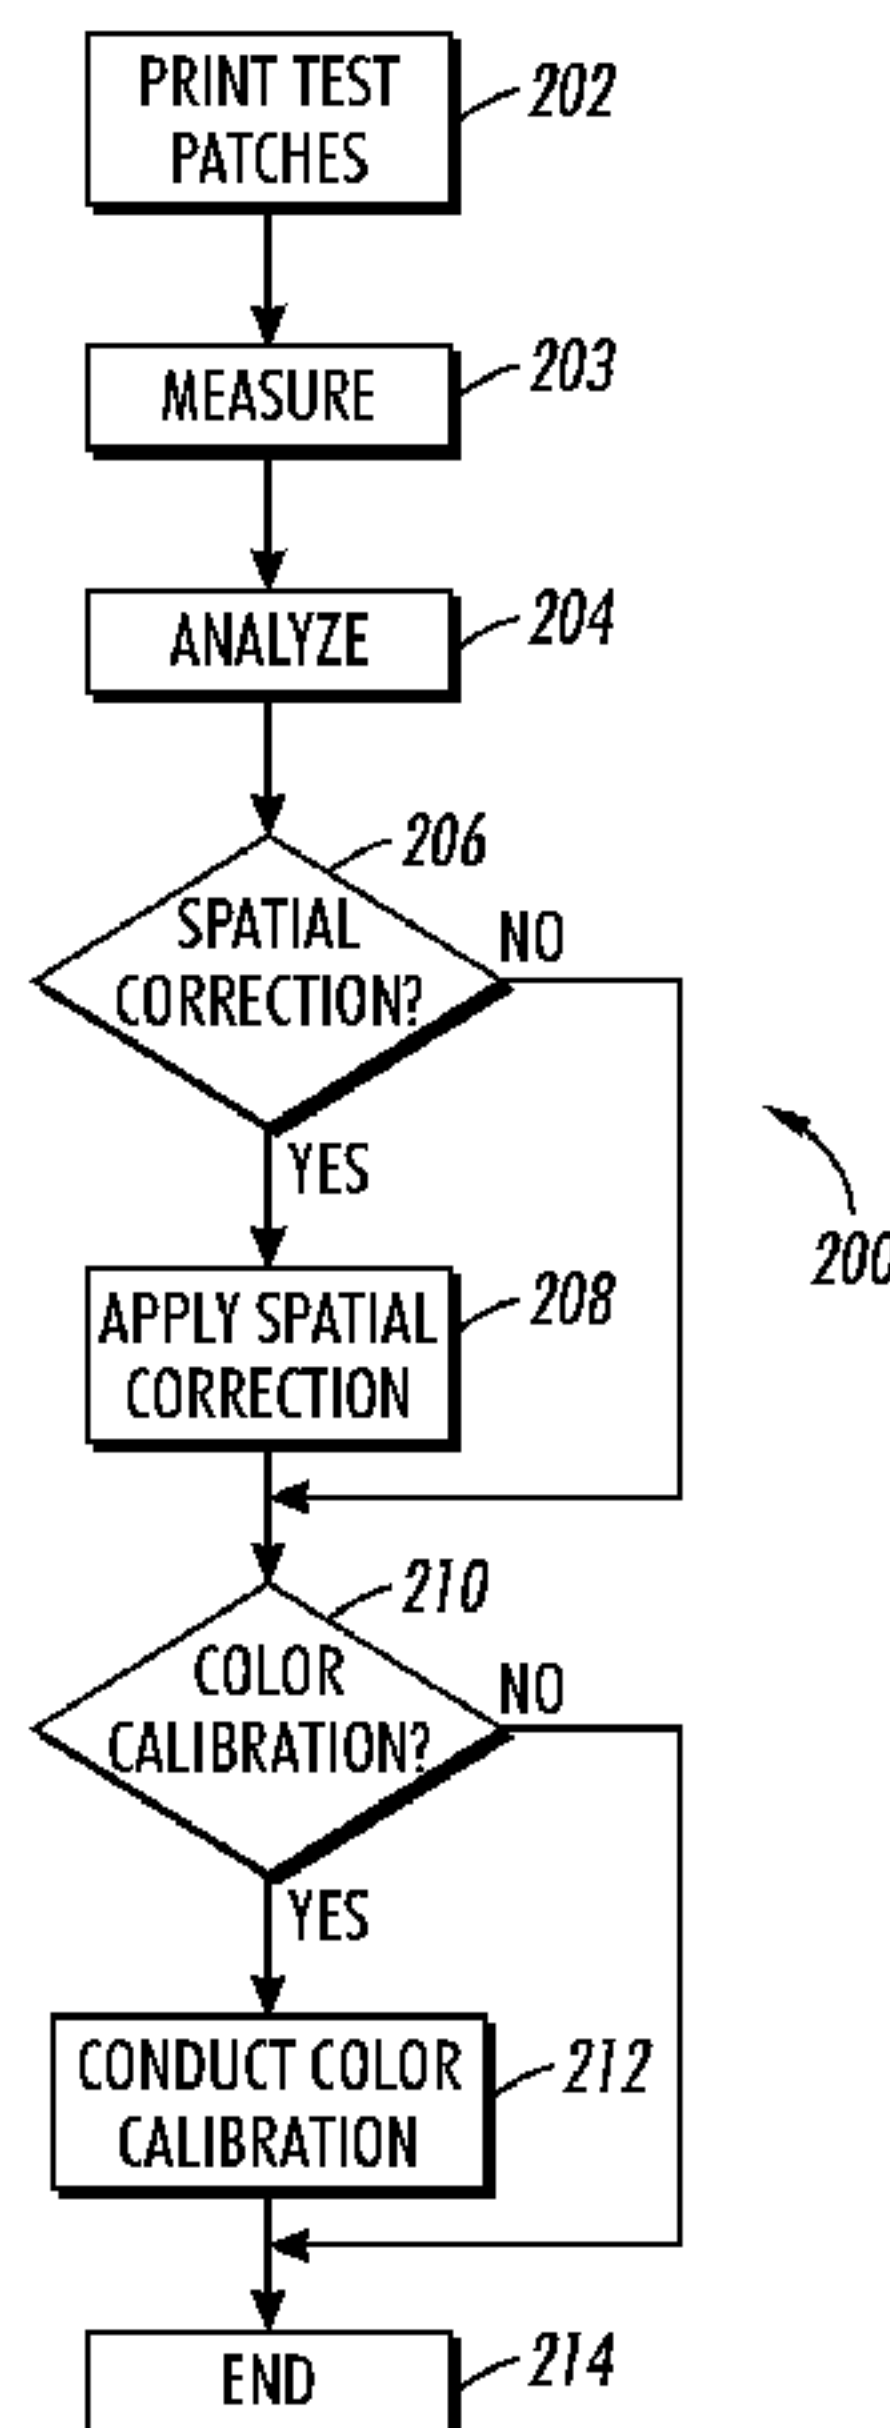 PRINT TEST
PATCHES
202
MEASURE
203
ANALYZE
204
206
SPATIAL
CORRECTION?
NO
YES
200
APPLY SPATIAL
CORRECTION
208
210
COLOR
CALIBRATION?
NO
YES
CONDUCT COLOR
CALIBRATION
212
END
214